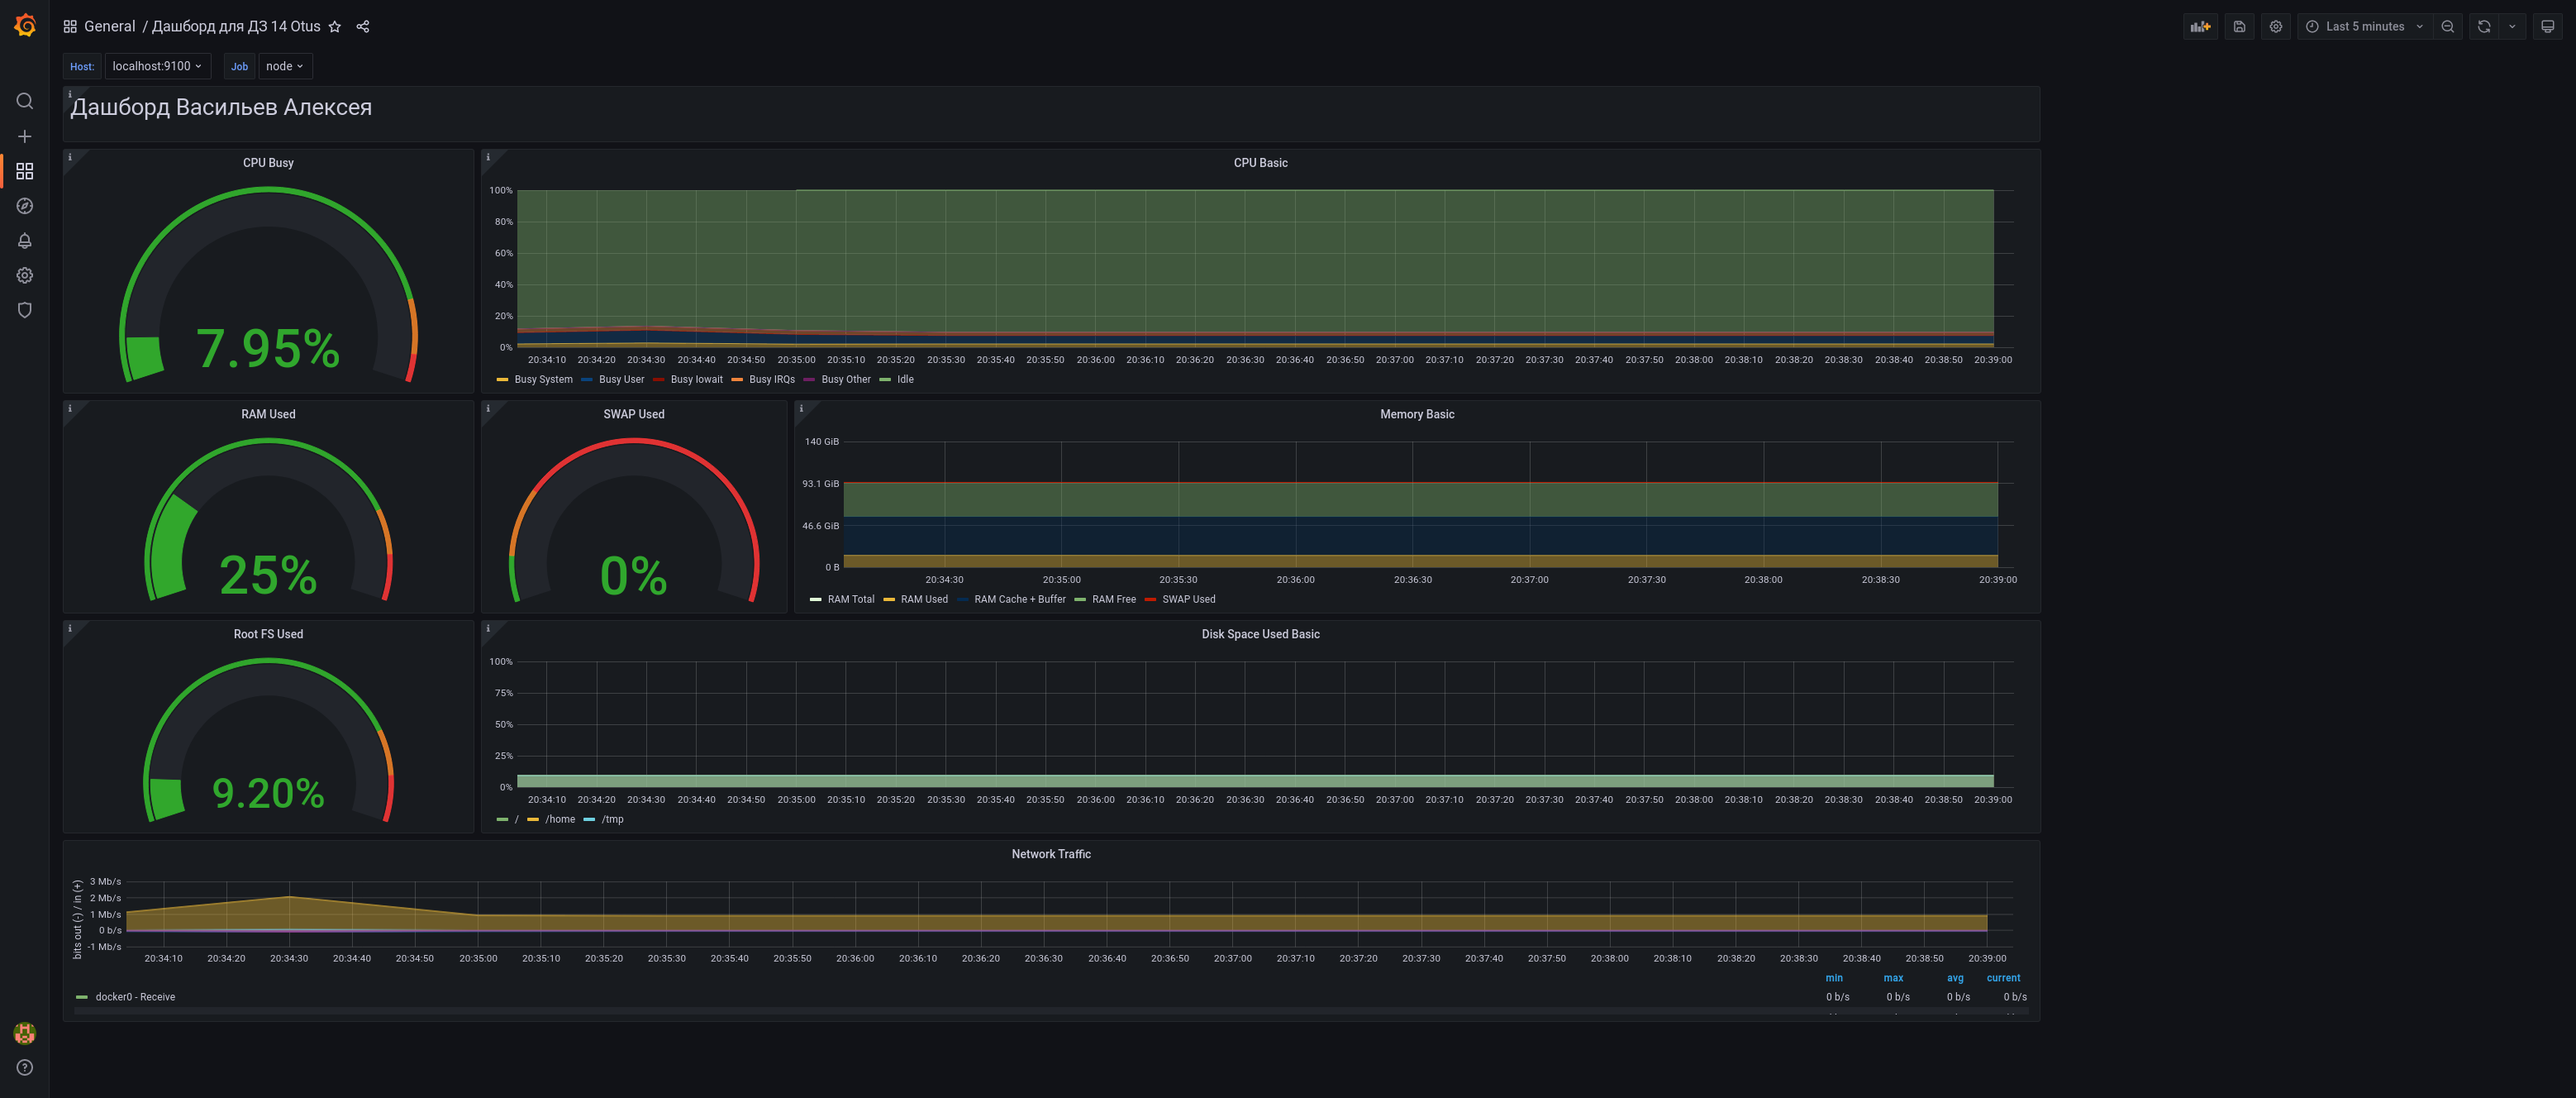 General / Дашборд для ДЗ 14 Otus
Last 5 minutes
Host: localhost:9100 Job node
Дашборд Васильев Алексея
CPU Busy
7.95%
CPU Basic
100%
80%
60%
40%
20%
0%
20:34:10 20:34:20 20:34:30 20:34:40 20:34:50 20:35:00 20:35:10 20:35:20 20:35:30 20:35:40 20:35:50 20:36:00 20:36:10 20:36:20 20:36:30 20:36:40 20:36:50 20:37:00 20:37:10 20:37:20 20:37:30 20:37:40 20:37:50 20:38:00 20:38:10 20:38:20 20:38:30 20:38:40 20:38:50 20:39:00
Busy System Busy User Busy Iowait Busy IRQs Busy Other Idle
RAM Used
25%
SWAP Used
0%
Memory Basic
140 GiB
93.1 GiB
46.6 GiB
0 B
20:34:30 20:35:00 20:35:30 20:36:00 20:36:30 20:37:00 20:37:30 20:38:00 20:38:30 20:39:00
RAM Total RAM Used RAM Cache + Buffer RAM Free SWAP Used
Root FS Used
9.20%
Disk Space Used Basic
100%
75%
50%
25%
0%
20:34:10 20:34:20 20:34:30 20:34:40 20:34:50 20:35:00 20:35:10 20:35:20 20:35:30 20:35:40 20:35:50 20:36:00 20:36:10 20:36:20 20:36:30 20:36:40 20:36:50 20:37:00 20:37:10 20:37:20 20:37:30 20:37:40 20:37:50 20:38:00 20:38:10 20:38:20 20:38:30 20:38:40 20:38:50 20:39:00
/ /home /tmp
Network Traffic
bits out (-) / in (+)
3 Mb/s
2 Mb/s
1 Mb/s
0 b/s
-1 Mb/s
20:34:10 20:34:20 20:34:30 20:34:40 20:34:50 20:35:00 20:35:10 20:35:20 20:35:30 20:35:40 20:35:50 20:36:00 20:36:10 20:36:20 20:36:30 20:36:40 20:36:50 20:37:00 20:37:10 20:37:20 20:37:30 20:37:40 20:37:50 20:38:00 20:38:10 20:38:20 20:38:30 20:38:40 20:38:50 20:39:00
min max avg current
docker0 - Receive 0 b/s 0 b/s 0 b/s 0 b/s